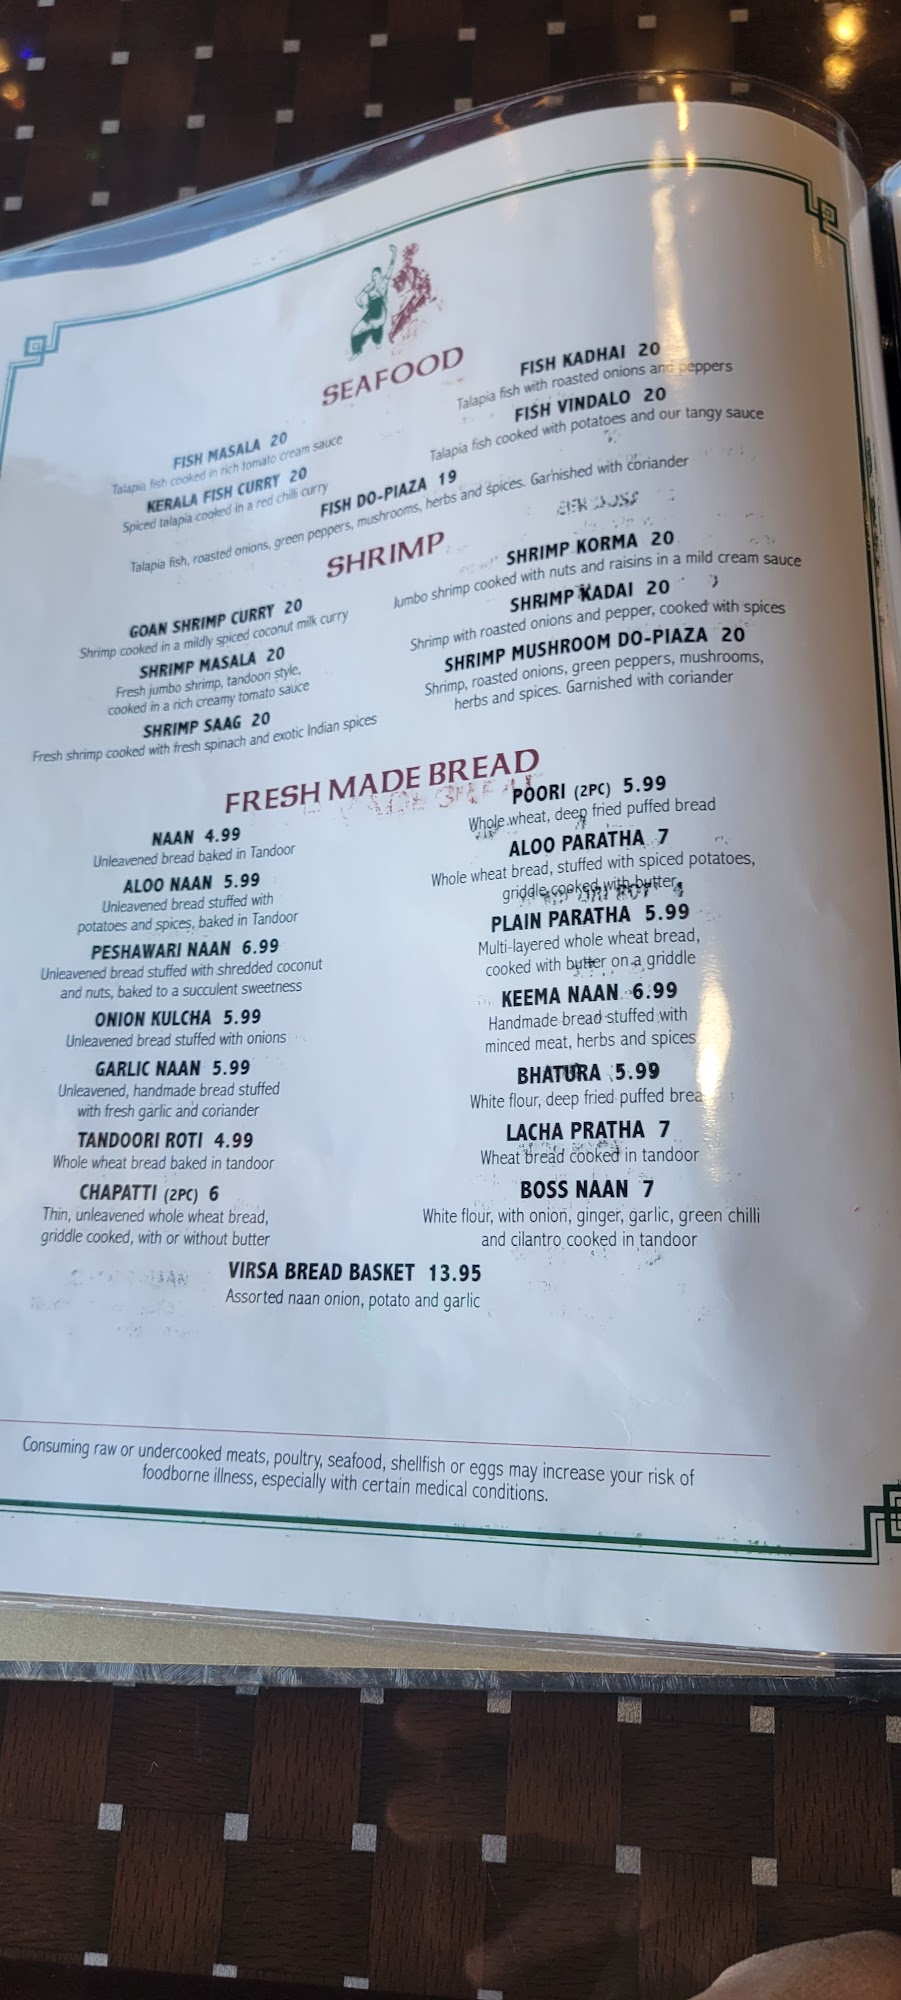 SEAFOOD
FISH MASALA 20
Talapia fish cooked in rich tomato cream sauce
KERALA FISH CURRY 20
Spiced talapia cooked in a red chilli curry
FISH KADHAI 20
Talapia fish with roasted onions and peppers
FISH VINDALO 20
Talapia fish cooked with potatoes and our tangy sauce
FISH DO-PIAZA 19
Talapia fish, roasted onions, green peppers, mushrooms, herbs and spices. Garnished with coriander
SHRIMP
GOAN SHRIMP CURRY 20
Shrimp cooked in a mildly spiced coconut milk curry
SHRIMP MASALA 20
Fresh jumbo shrimp, tandoori style,
cooked in a rich creamy tomato sauce
SHRIMP SAAG 20
Fresh shrimp cooked with fresh spinach and exotic Indian spices
SHRIMP KORMA 20
Jumbo shrimp cooked with nuts and raisins in a mild cream sauce
SHRIMP KADAI 20
Shrimp with roasted onions and pepper, cooked with spices
SHRIMP MUSHROOM DO-PIAZA 20
Shrimp, roasted onions, green peppers, mushrooms,
herbs and spices. Garnished with coriander
FRESH MADE BREAD
NAAN 4.99
Unleavened bread baked in Tandoor
ALOO NAAN 5.99
Unleavened bread stuffed with
potatoes and spices, baked in Tandoor
PESHAWARI NAAN 6.99
Unleavened bread stuffed with shredded coconut
and nuts, baked to a succulent sweetness
ONION KULCHA 5.99
Unleavened bread stuffed with onions
GARLIC NAAN 5.99
Unleavened, handmade bread stuffed
with fresh garlic and coriander
TANDOORI ROTI 4.99
Whole wheat bread baked in tandoor
CHAPATTI (2PC) 6
Thin, unleavened whole wheat bread,
griddle cooked, with or without butter
POORI (2PC) 5.99
Whole wheat, deep fried puffed bread
ALOO PARATHA 7
Whole wheat bread, stuffed with spiced potatoes,
griddle cooked with butter
PLAIN PARATHA 5.99
Multi-layered whole wheat bread,
cooked with butter on a griddle
KEEMA NAAN 6.99
Handmade bread stuffed with
minced meat, herbs and spices
BHATURA 5.99
White flour, deep fried puffed bread
LACHA PRATHA 7
Wheat bread cooked in tandoor
BOSS NAAN 7
White flour, with onion, ginger, garlic, green chilli
and cilantro cooked in tandoor
VIRSA BREAD BASKET 13.95
Assorted naan onion, potato and garlic
Consuming raw or undercooked meats, poultry, seafood, shellfish or eggs may increase your risk of
foodborne illness, especially with certain medical conditions.